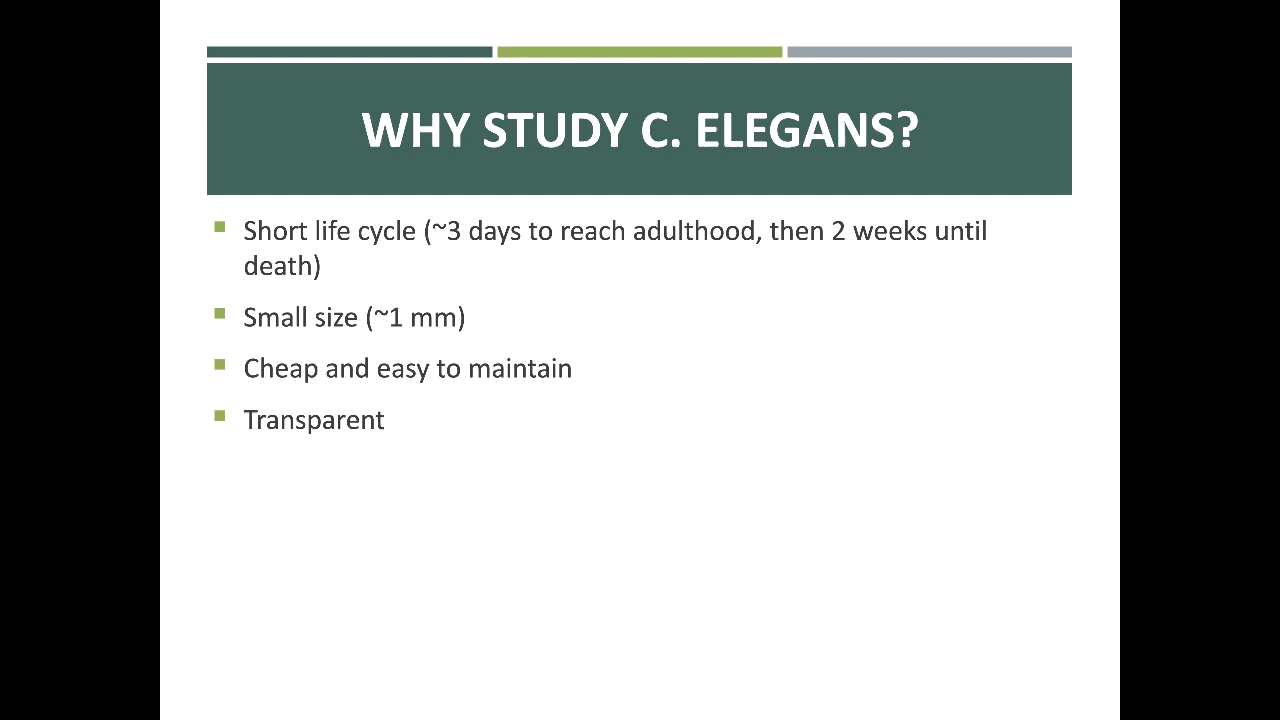 WHY STUDY C. ELEGANS?
Short life cycle (~3 days to reach adulthood, then 2 weeks until
death)
Small size (~1 mm)
Cheap and easy to maintain
Transparent